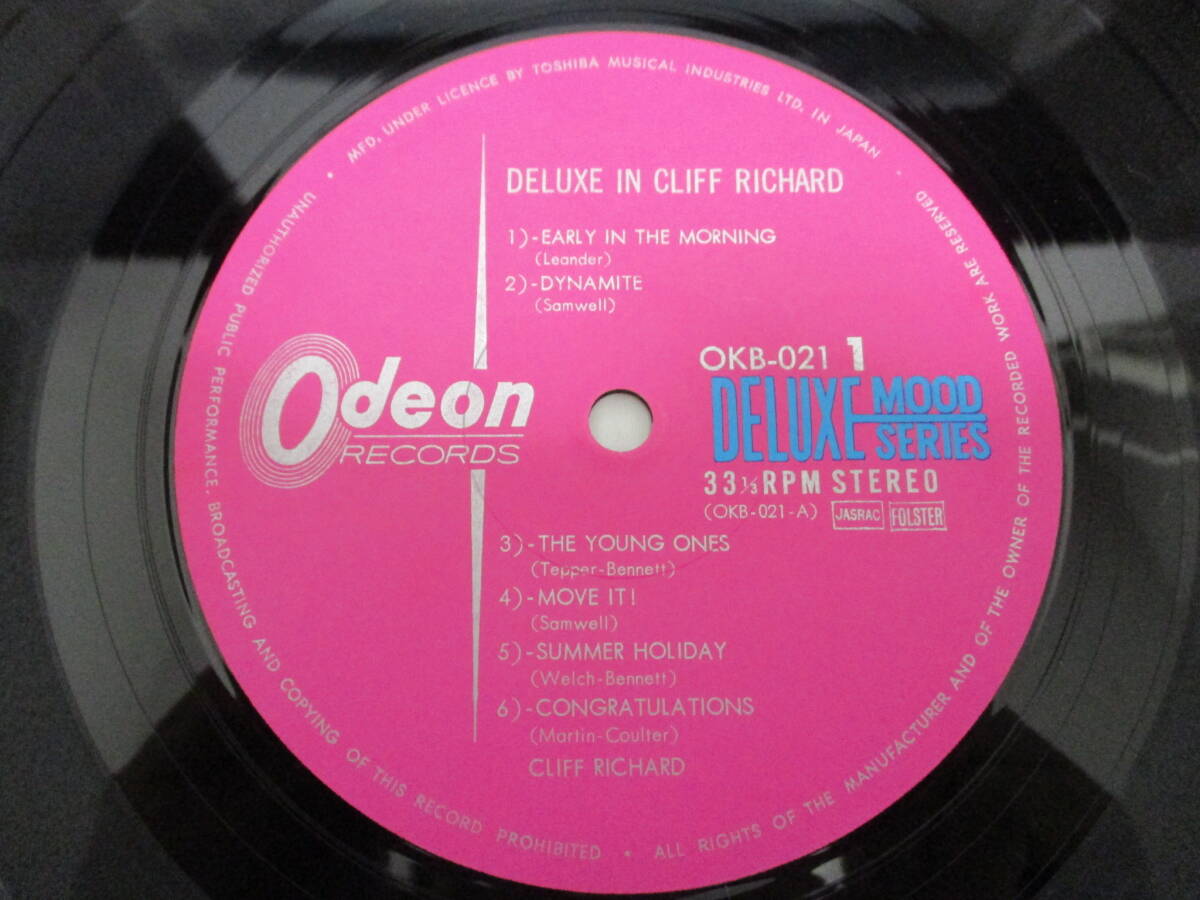 MFD. UNDER LICENCE BY TOSHIBA MUSICAL INDUSTRIES LTD. IN JAPAN
DELUXE IN CLIFF RICHARD
1)-EARLY IN THE MORNING
(Leander)
2)-DYNAMITE
(Samwell)
Odeon
RECORDS
OKB-021 1
DELUXE MOOD SERIES
33⅓RPM STEREO
(OKB-021-A) JASRAC FOLSTER
3)-THE YOUNG ONES
(Tepper-Bennett)
4)-MOVE IT!
(Samwell)
5)-SUMMER HOLIDAY
(Welch-Bennett)
6)-CONGRATULATIONS
(Martin-Coulter)
CLIFF RICHARD
UNAUTHORIZED PUBLIC PERFORMANCE, BROADCASTING AND COPYING OF THIS RECORD PROHIBITED • ALL RIGHTS OF THE MANUFACTURER AND OF THE OWNER OF THE RECORDED WORK ARE RESERVED